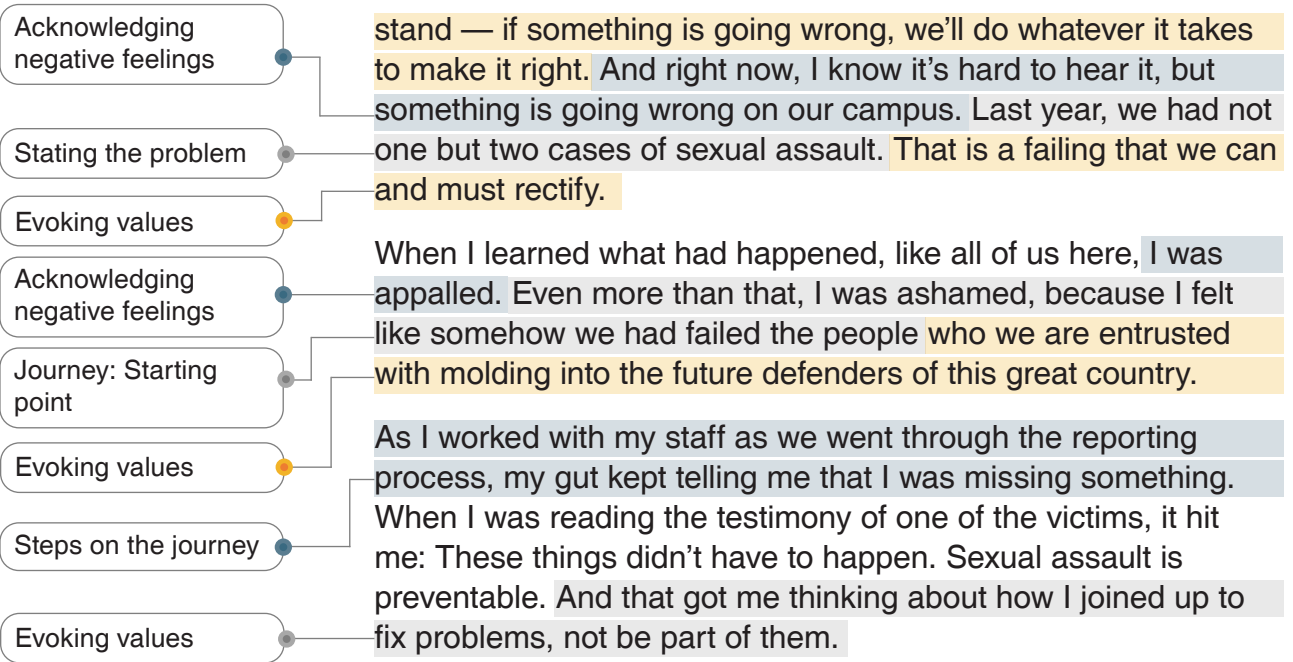 Acknowledging
negative feelings
Stating the problem
Evoking values
Acknowledging
negative feelings
Journey: Starting
point
Evoking values
Steps on the journey
Evoking values
stand — if something is going wrong, we’ll do whatever it takes
to make it right. And right now, I know it’s hard to hear it, but
something is going wrong on our campus. Last year, we had not
one but two cases of sexual assault. That is a failing that we can
and must rectify.
When I learned what had happened, like all of us here, I was
appalled. Even more than that, I was ashamed, because I felt
like somehow we had failed the people who we are entrusted
with molding into the future defenders of this great country.
As I worked with my staff as we went through the reporting
process, my gut kept telling me that I was missing something.
When I was reading the testimony of one of the victims, it hit
me: These things didn’t have to happen. Sexual assault is
preventable. And that got me thinking about how I joined up to
fix problems, not be part of them.